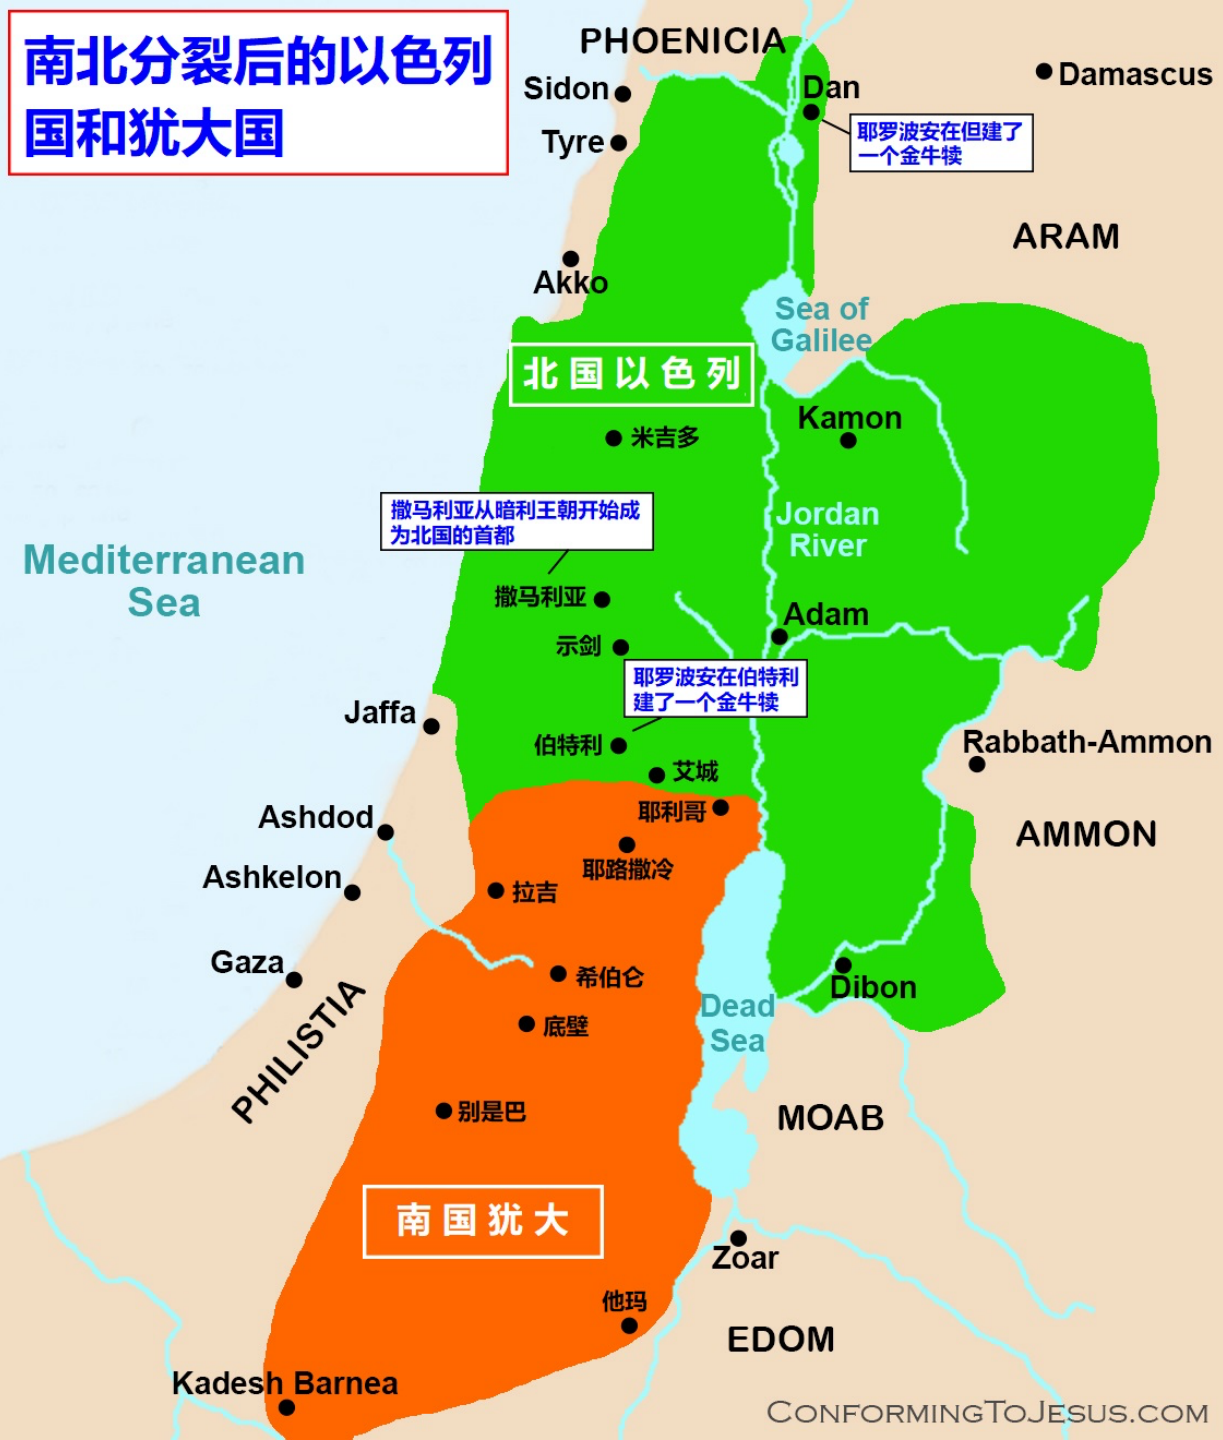 南北分裂后的以色列
国和犹大国
PHOENICIA
Sidon
Tyre
Dan
Damascus
耶罗波安在但建了
一个金牛犊
ARAM
Akko
Sea of
Galilee
北国以色列
Kamon
米吉多
撒马利亚从暗利王朝开始成
为北国的首都
Jordan
River
Mediterranean
Sea
撒马利亚
Adam
示剑
耶罗波安在伯特利
建了一个金牛犊
Jaffa
伯特利
Rabbath-Ammon
艾城
耶利哥
Ashdod
AMMON
耶路撒冷
Ashkelon
拉吉
Gaza
希伯仑
Dibon
PHILISTIA
Dead
Sea
底壁
别是巴
MOAB
南国犹大
Zoar
他玛
EDOM
Kadesh Barnea
CONFORMINGTOJESUS.COM